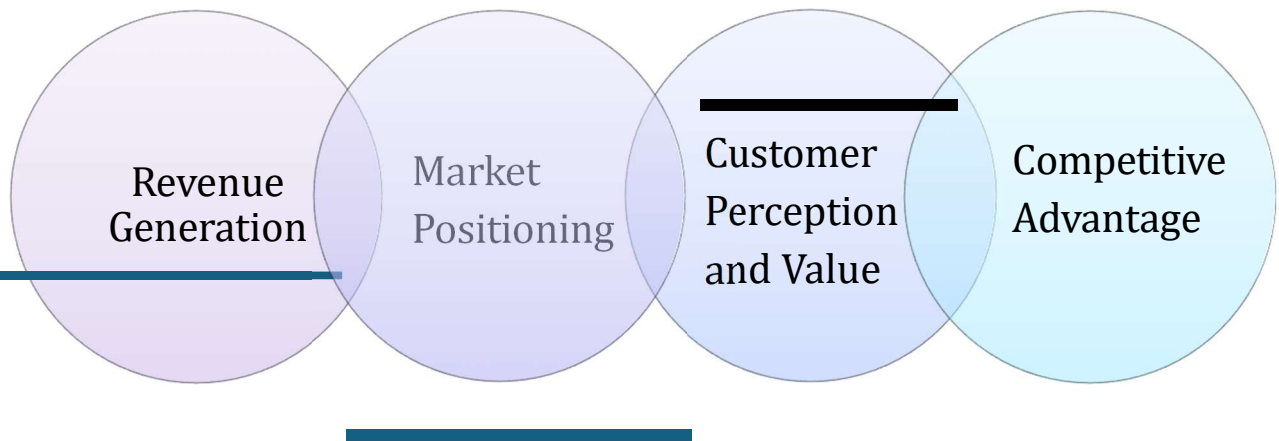 Revenue
Generation
Market
Positioning
Customer
Perception
and Value
Competitive
Advantage